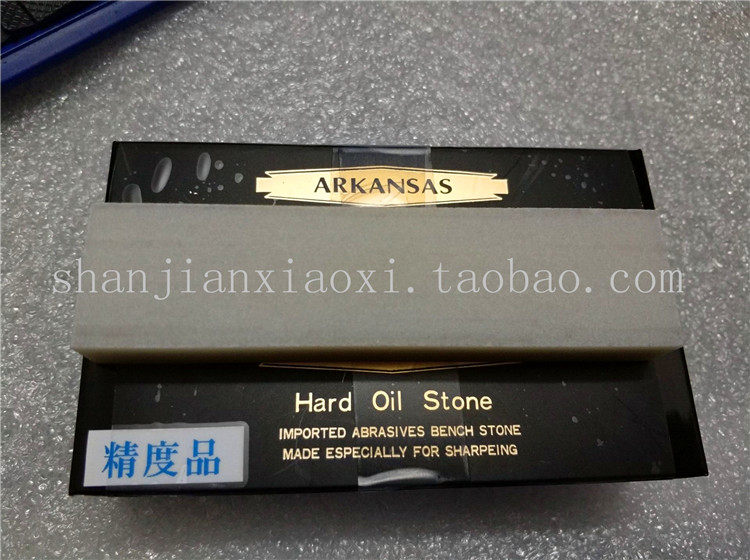 ARKANSAS
shanjianxiaoxi.taobao.com
Hard Oil Stone
IMPORTED ABRASIVES BENCH STONE
MADE ESPECIALLY FOR SHARPEING
精度品